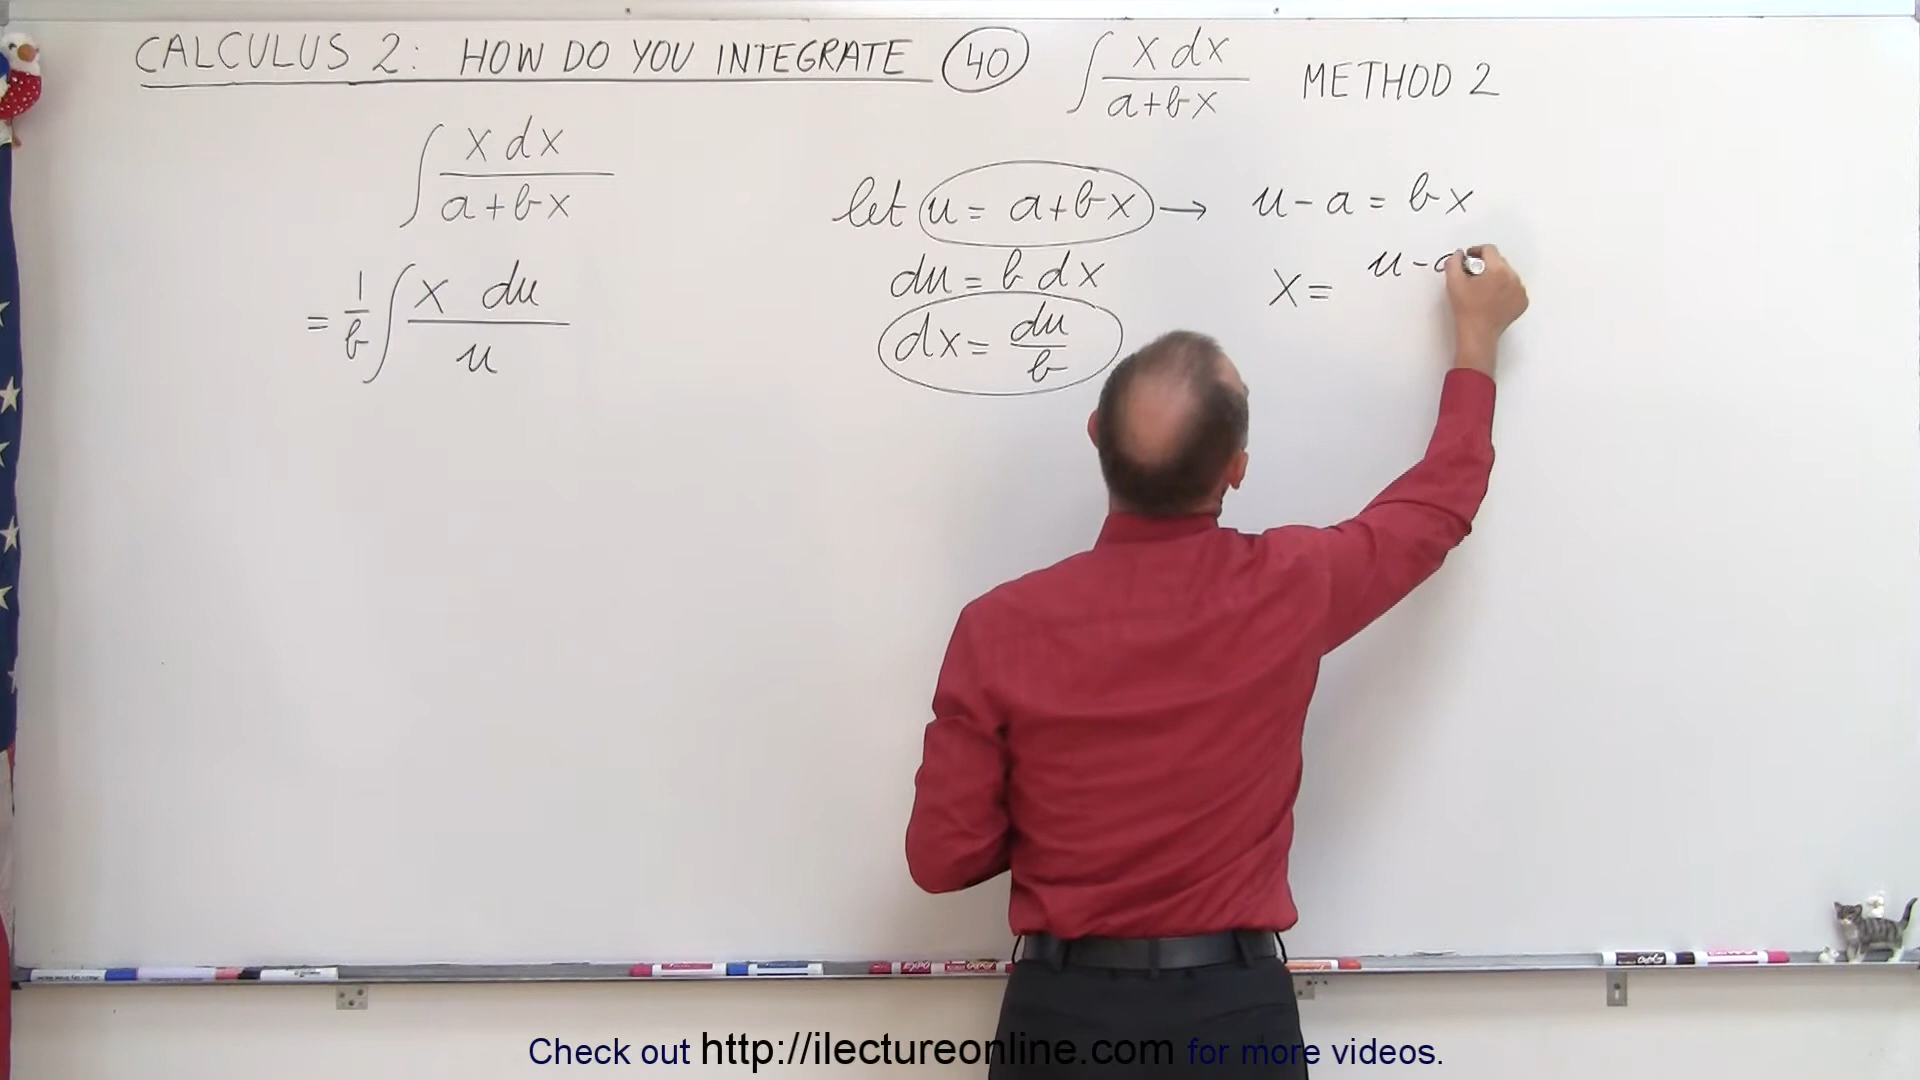 CALCULUS 2: HOW DO YOU INTEGRATE 40 ∫ x dx / a+bx METHOD 2
∫ x dx / a+bx
= 1/b ∫ x du / u
let u = a+bx → u - a = bx
du = b dx
x = u - a
dx = du/b
EXPO
Check out http://ilectureonline.com for more videos.